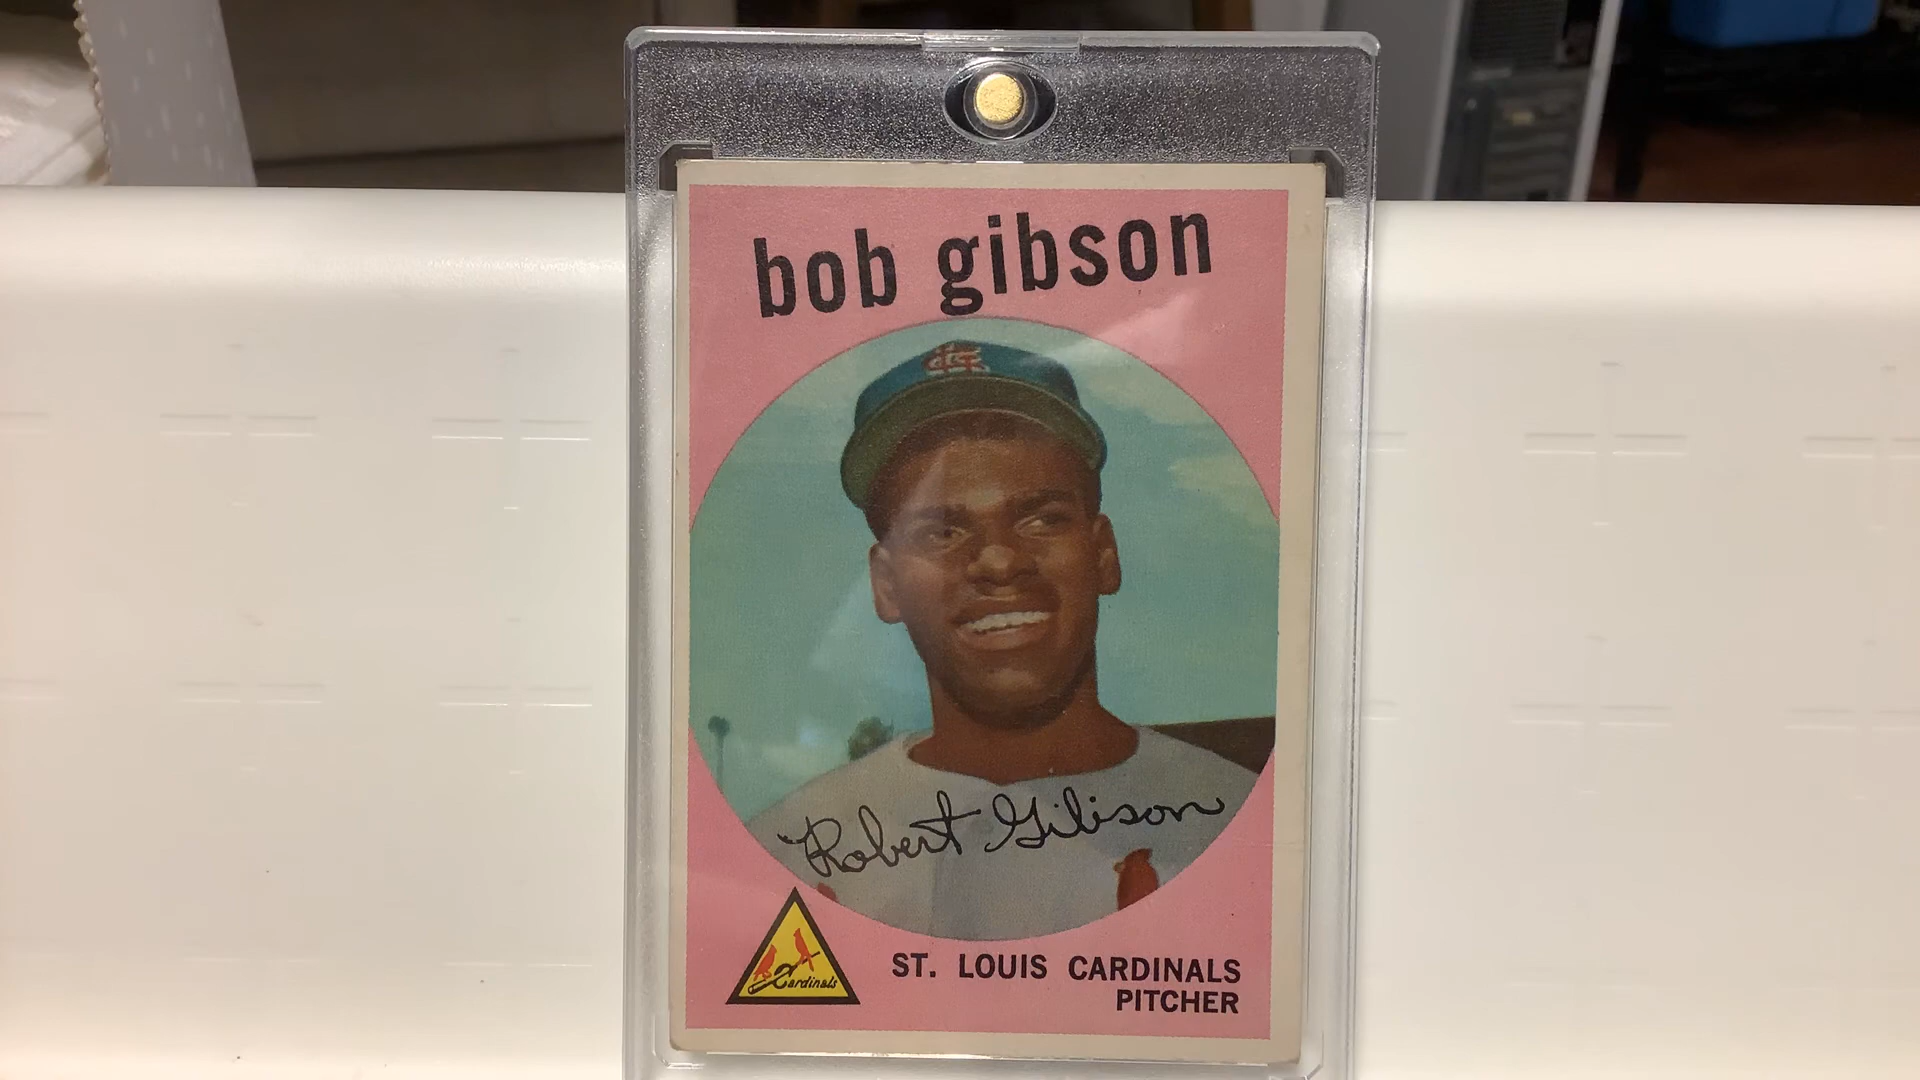 bob gibson
Robert Gibson
Cardinals
ST. LOUIS CARDINALS
PITCHER